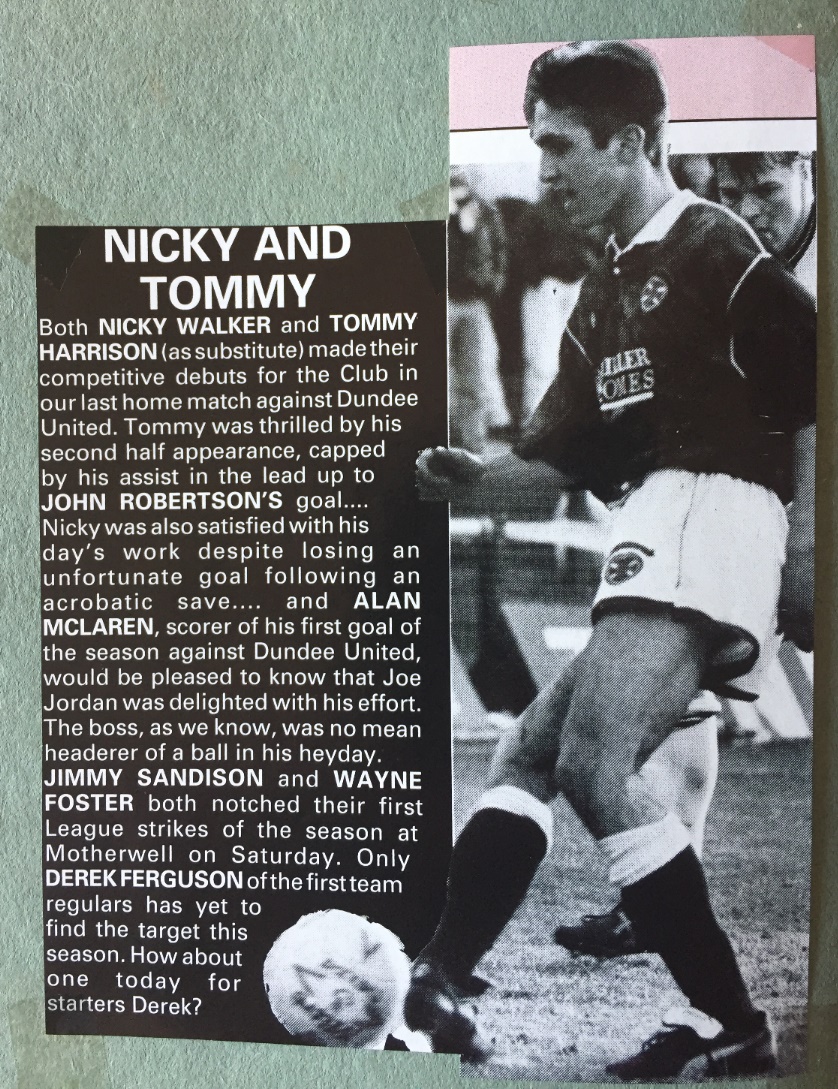 NICKY AND
TOMMY
Both NICKY WALKER and TOMMY
HARRISON (as substitute) made their
competitive debuts for the Club in
our last home match against Dundee
United. Tommy was thrilled by his
second half appearance, capped
by his assist in the lead up to
JOHN ROBERTSON'S goal....
Nicky was also satisfied with his
day's work despite losing an
unfortunate goal following an
acrobatic save.... and ALAN
MCLAREN, scorer of his first goal of
the season against Dundee United,
would be pleased to know that Joe
Jordan was delighted with his effort.
The boss, as we know, was no mean
headerer of a ball in his heyday.
JIMMY SANDISON and WAYNE
FOSTER both notched their first
League strikes of the season at
Motherwell on Saturday. Only
DEREK FERGUSON of the first team
regulars has yet to
find the target this
season. How about
one today for
starters Derek?